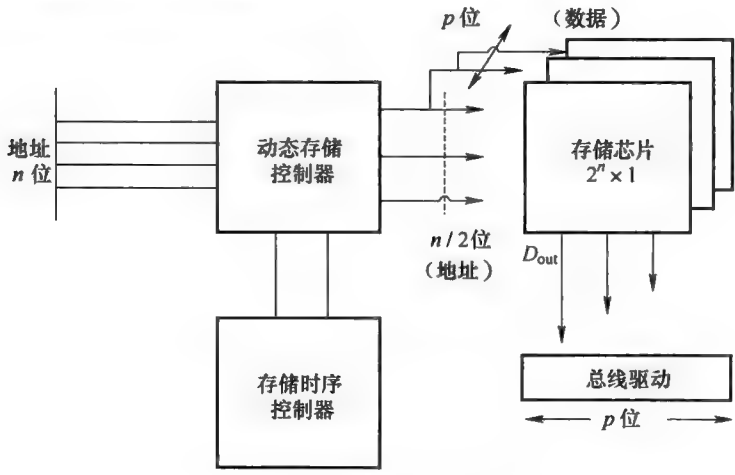 p 位
(数据)
地址
n 位
动态存储
控制器
存储芯片
2ⁿ × 1
n / 2位
(地址)
Dout
存储时序
控制器
总线驱动
p 位